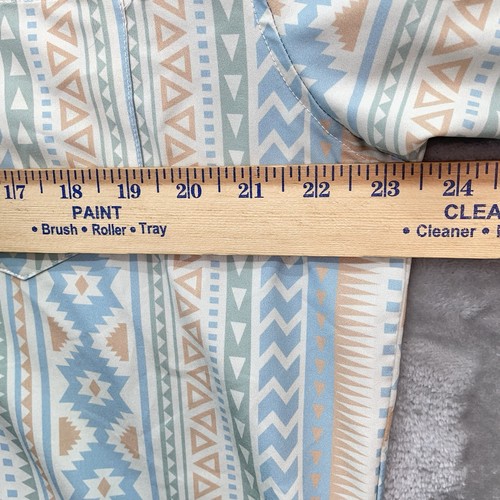 17 18 19 20 21 22 23 24
PAINT CLEA
• Brush • Roller • Tray • Cleaner •